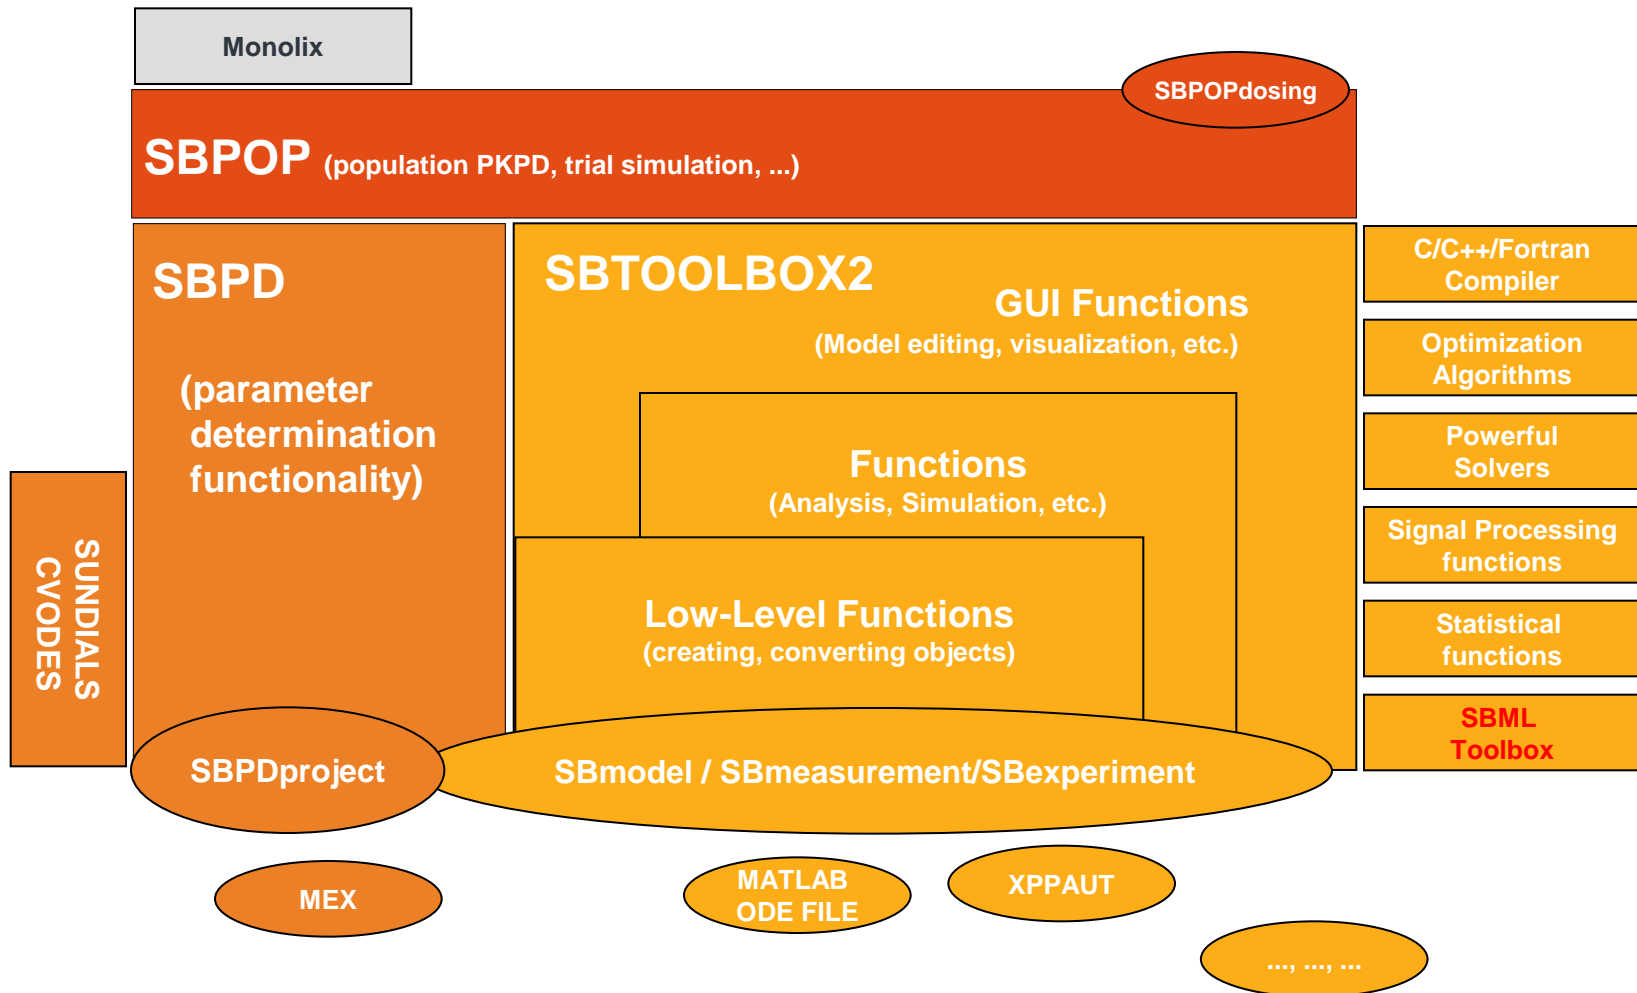 Monolix
SBPOPdosing
SBPOP (population PKPD, trial simulation, ...)
SBPD
(parameter
determination
functionality)
SBTOOLBOX2
GUI Functions
(Model editing, visualization, etc.)
Functions
(Analysis, Simulation, etc.)
Low-Level Functions
(creating, converting objects)
C/C++/Fortran
Compiler
Optimization
Algorithms
Powerful
Solvers
Signal Processing
functions
Statistical
functions
SBML
Toolbox
SUNDIALS
CVODES
SBPDproject
SBmodel / SBmeasurement/SBexperiment
MEX
MATLAB
ODE FILE
XPPAUT
..., ..., ...